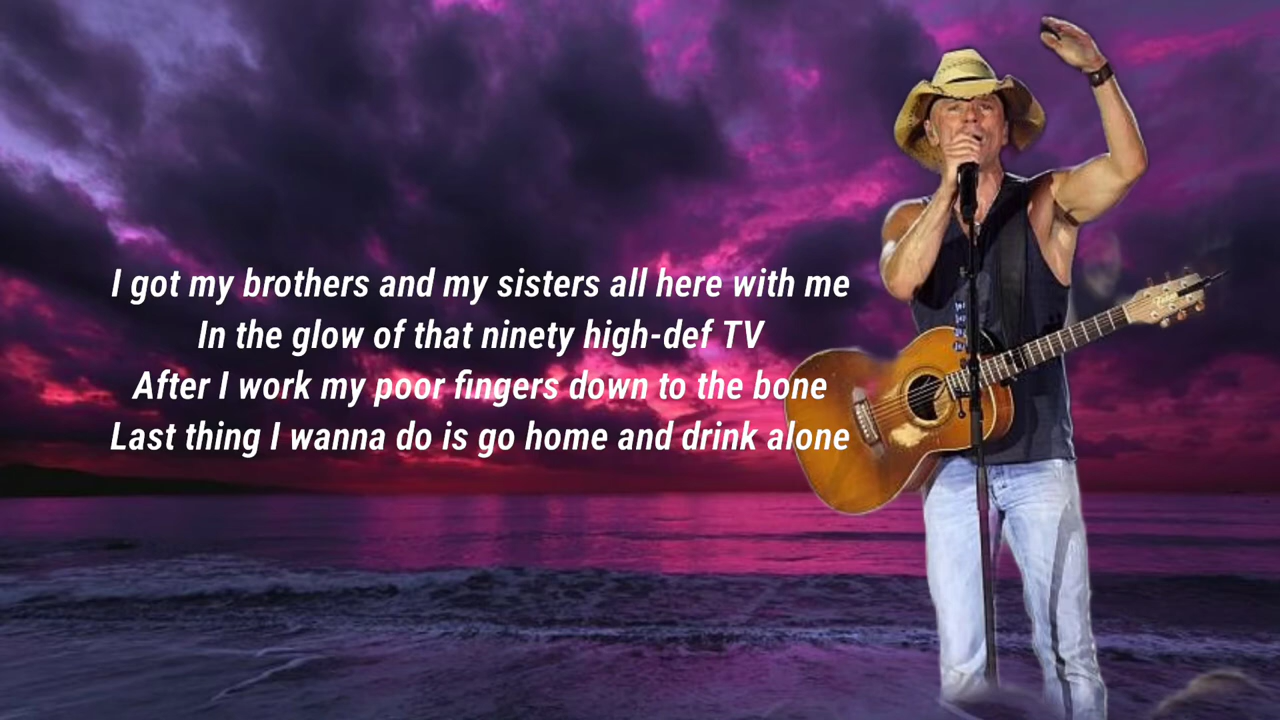 I got my brothers and my sisters all here with me
In the glow of that ninety high-def TV
After I work my poor fingers down to the bone
Last thing I wanna do is go home and drink alone